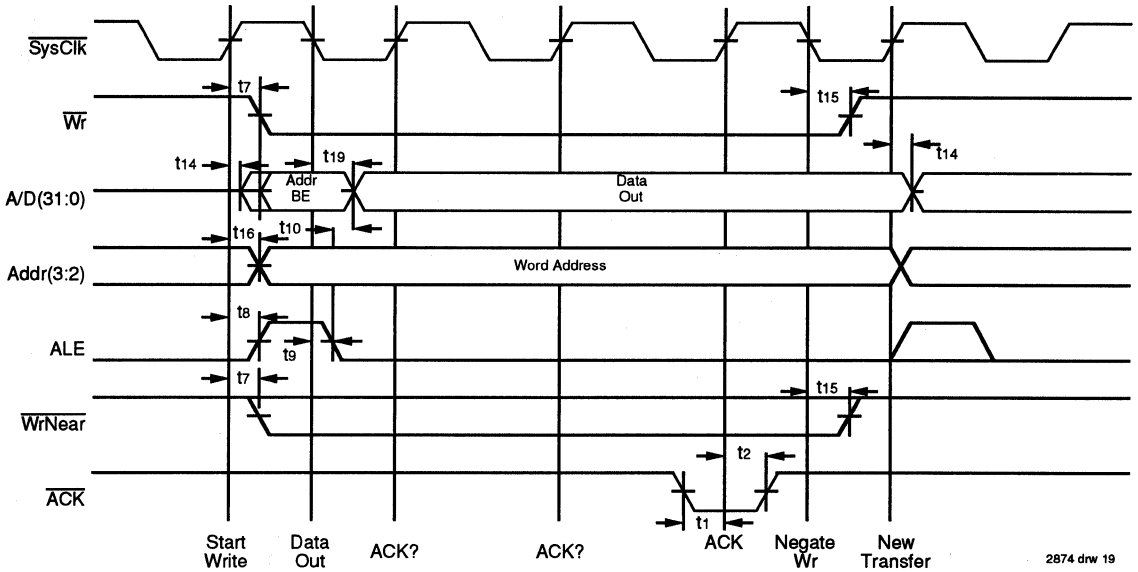 SysClk
t7
t15
Wr
t14
t19
t14
Addr
BE
Data
Out
A/D(31:0)
t16
t10
Addr(3:2)
Word Address
t8
ALE
t9
t7
t15
WrNear
t2
ACK
t1
Start
Write
Data
Out
ACK?
ACK?
ACK
Negate
Wr
New
Transfer
2874 drw 19